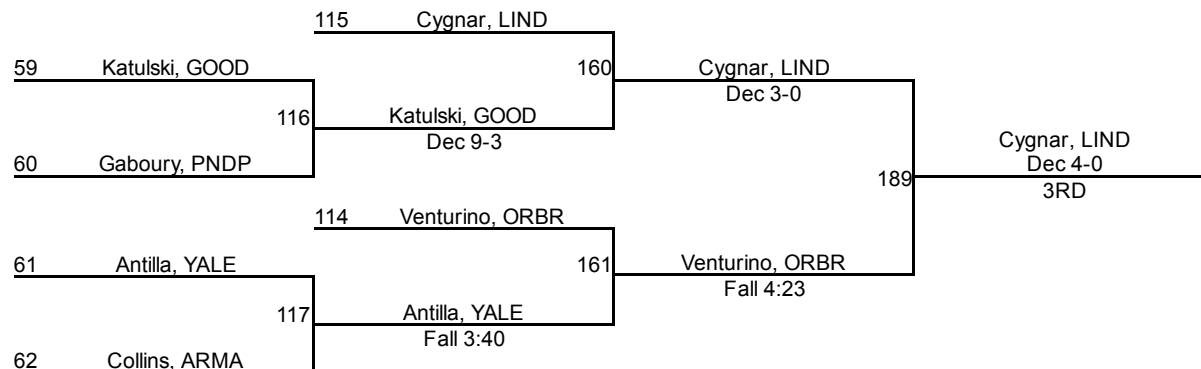 115 Cygnar, LIND
59 Katulski, GOOD
160 Cygnar, LIND
Dec 3-0
116 Katulski, GOOD
Dec 9-3
Cygnar, LIND
60 Gaboury, PNDP
Dec 4-0
189
3RD
114 Venturino, ORBR
61 Antilla, YALE
161 Venturino, ORBR
Fall 4:23
117 Antilla, YALE
Fall 3:40
62 Collins, ARMA